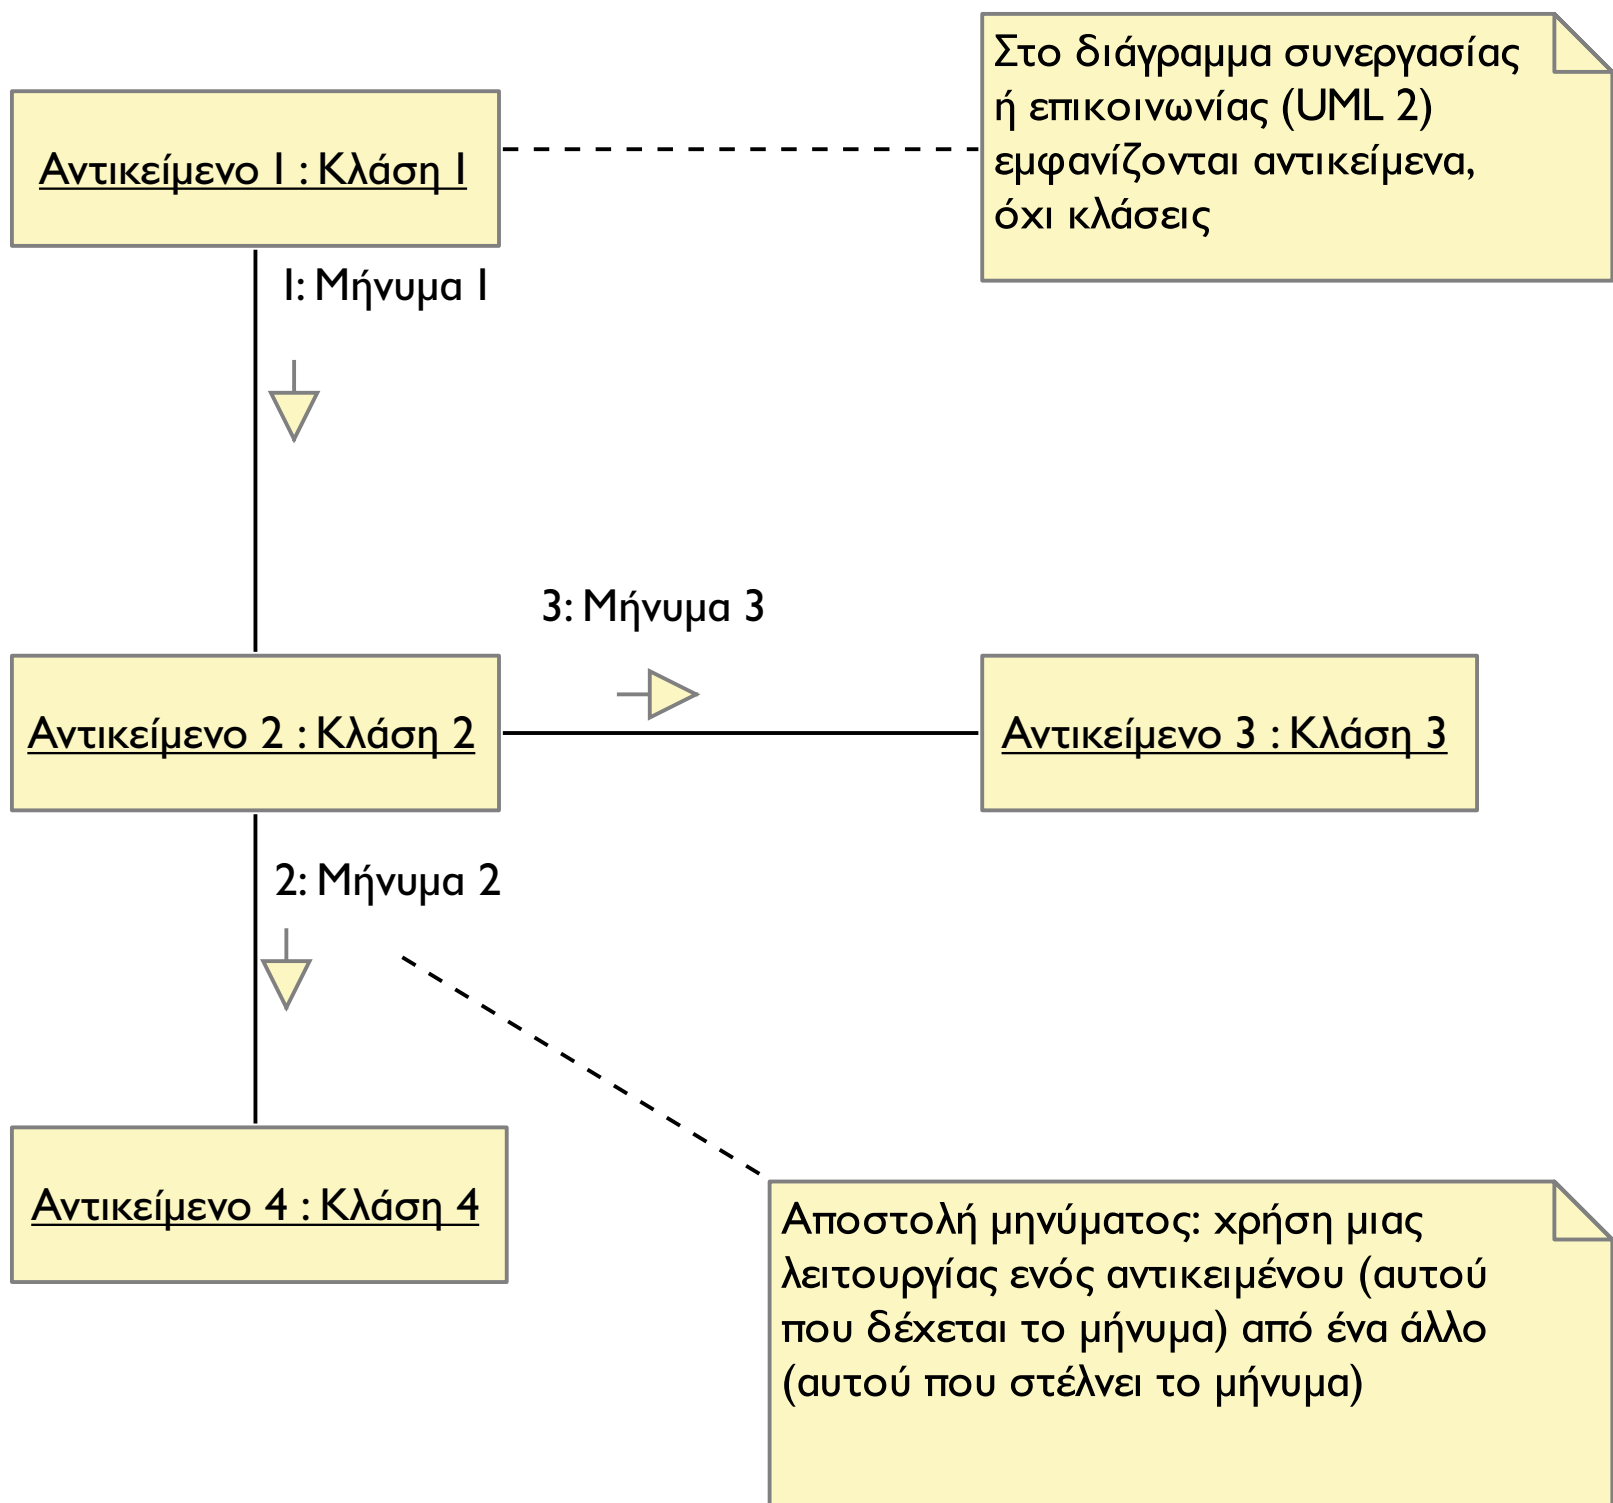 Στο διάγραμμα συνεργασίας
ή επικοινωνίας (UML 2)
εμφανίζονται αντικείμενα,
όχι κλάσεις
Αντικείμενο 1 : Κλάση 1
1: Μήνυμα 1
3: Μήνυμα 3
Αντικείμενο 2 : Κλάση 2
Αντικείμενο 3 : Κλάση 3
2: Μήνυμα 2
Αντικείμενο 4 : Κλάση 4
Αποστολή μηνύματος: χρήση μιας
λειτουργίας ενός αντικειμένου (αυτού
που δέχεται το μήνυμα) από ένα άλλο
(αυτού που στέλνει το μήνυμα)